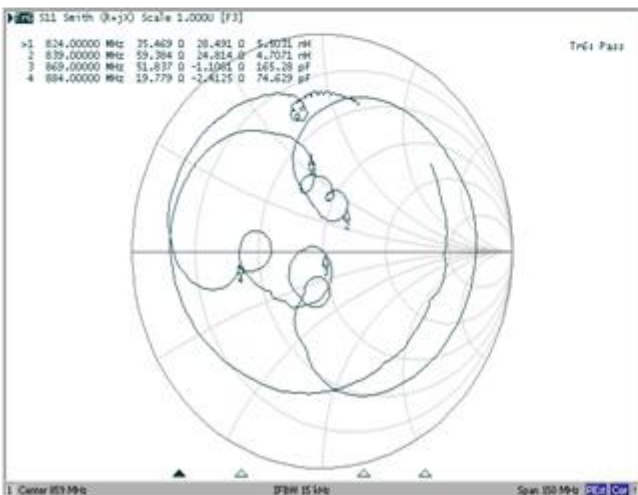 S11 Smith (R+jX) Scale 1.000U [F3]
>1 824.00000 MHz 35.469 Ω 28.491 Ω 5.5031 nH
2 839.00000 MHz 59.384 Ω 24.814 Ω 4.7071 nH
3 869.00000 MHz 51.837 Ω -1.1081 Ω 165.28 pF
4 884.00000 MHz 19.779 Ω -2.4125 Ω 74.629 pF
Tr6: Pass
1 Center 859 MHz
IFBW 15 kHz
Span 150 MHz
Cor